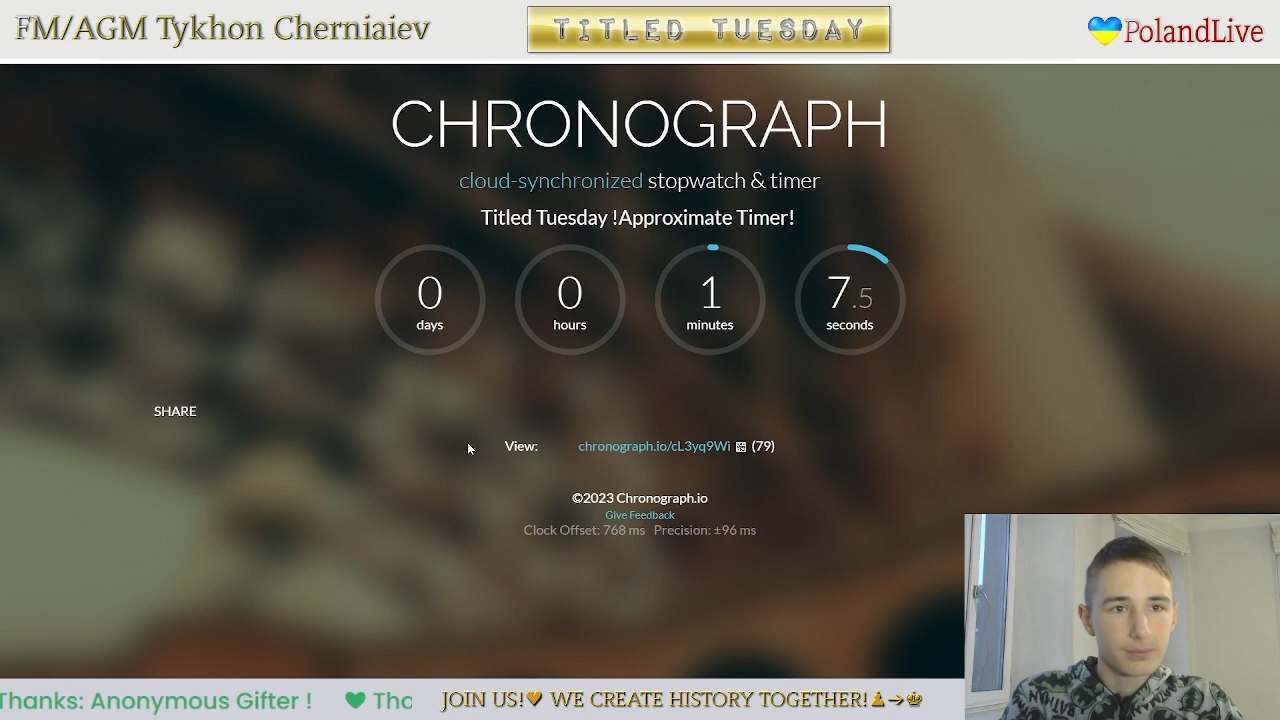 FM/AGM Tykhon Cherniaiev
TITLED TUESDAY
PolandLive
CHRONOGRAPH
cloud-synchronized stopwatch & timer
Titled Tuesday !Approximate Timer!
0 0 1 7.5
days hours minutes seconds
SHARE
View: chronograph.io/cL3yq9Wi (79)
©2023 Chronograph.io
Give Feedback
Clock Offset: 768 ms Precision: ±96 ms
Thanks: Anonymous Gifter !
JOIN US! WE CREATE HISTORY TOGETHER!